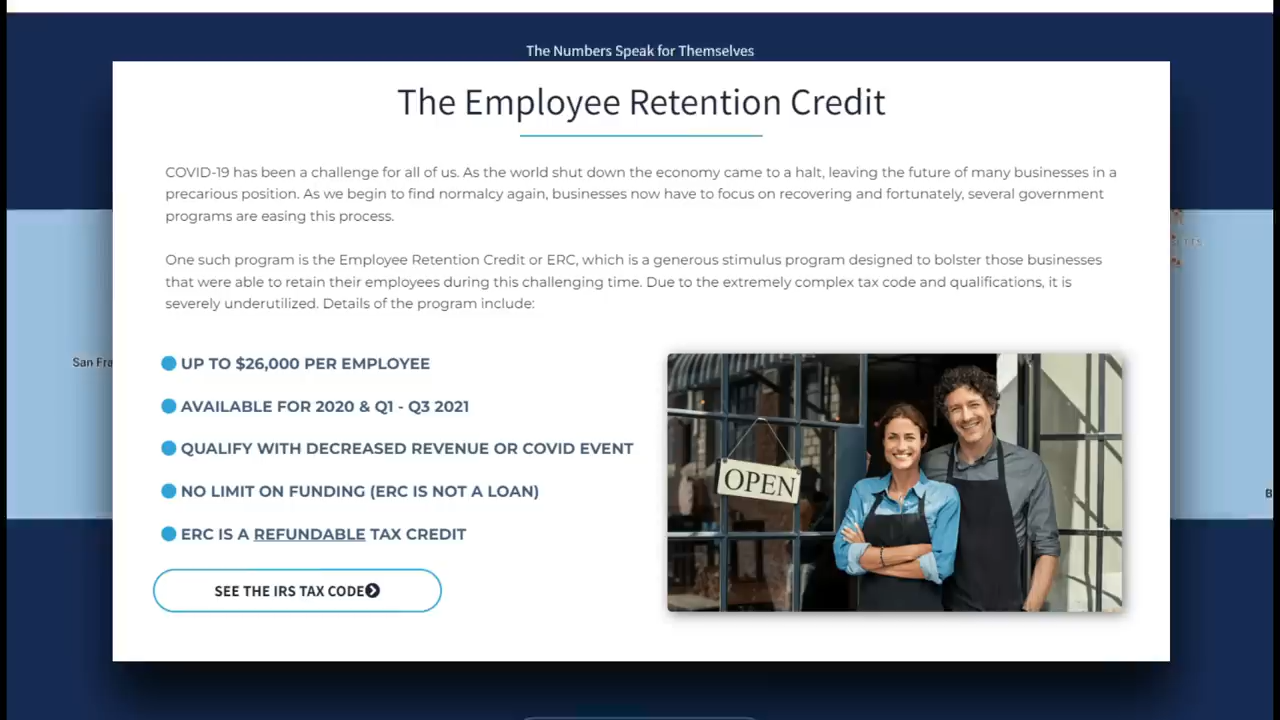 The Numbers Speak for Themselves
The Employee Retention Credit
COVID-19 has been a challenge for all of us. As the world shut down the economy came to a halt, leaving the future of many businesses in a
precarious position. As we begin to find normalcy again, businesses now have to focus on recovering and fortunately, several government
programs are easing this process.
One such program is the Employee Retention Credit or ERC, which is a generous stimulus program designed to bolster those businesses
that were able to retain their employees during this challenging time. Due to the extremely complex tax code and qualifications, it is
severely underutilized. Details of the program include:
San Fra
UP TO $26,000 PER EMPLOYEE
AVAILABLE FOR 2020 & Q1 - Q3 2021
QUALIFY WITH DECREASED REVENUE OR COVID EVENT
NO LIMIT ON FUNDING (ERC IS NOT A LOAN)
ERC IS A REFUNDABLE TAX CREDIT
SEE THE IRS TAX CODE
OPEN
B